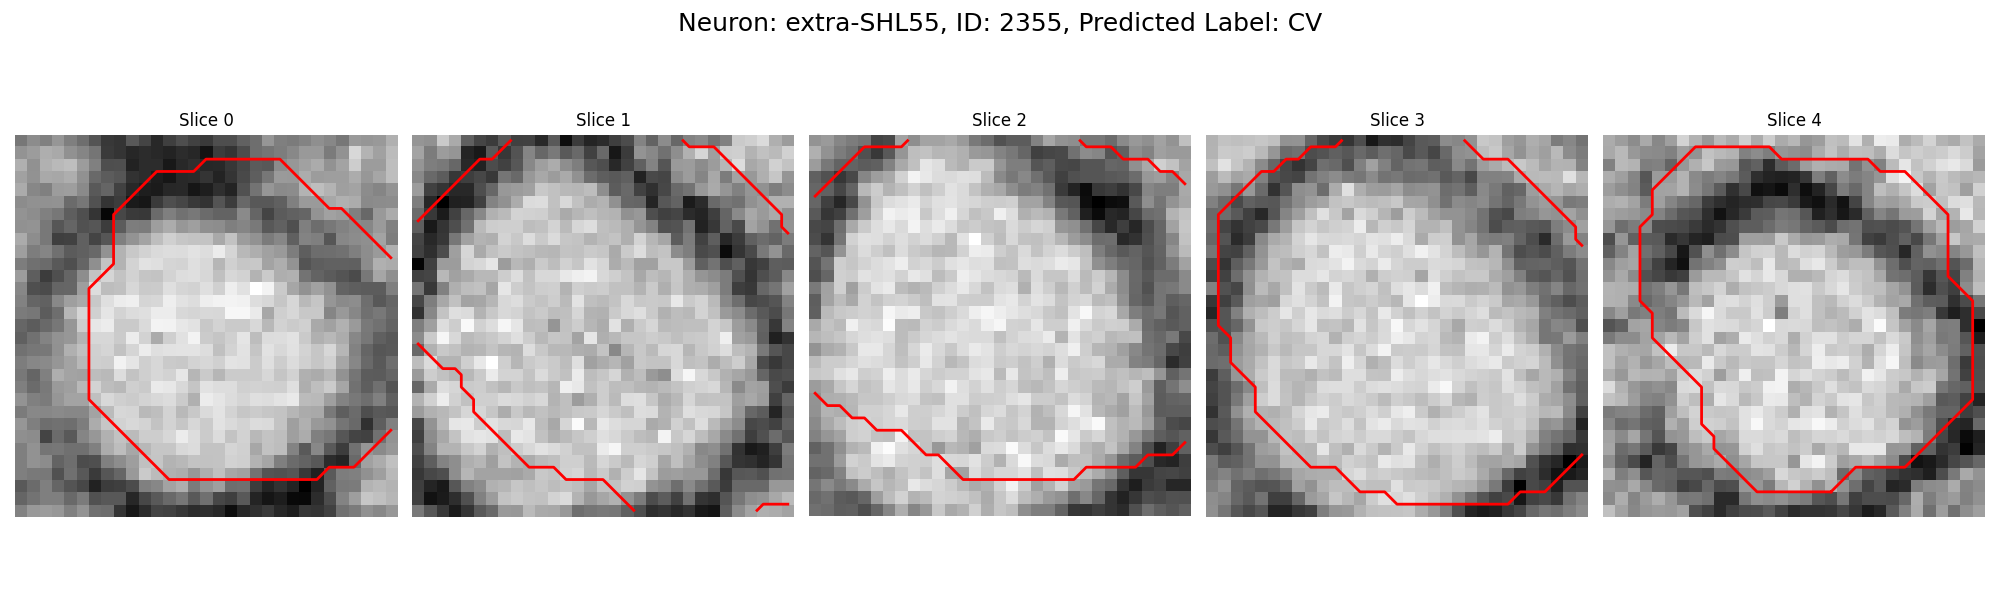 Neuron: extra-SHL55, ID: 2355, Predicted Label: CV
Slice 0
Slice 1
Slice 2
Slice 3
Slice 4